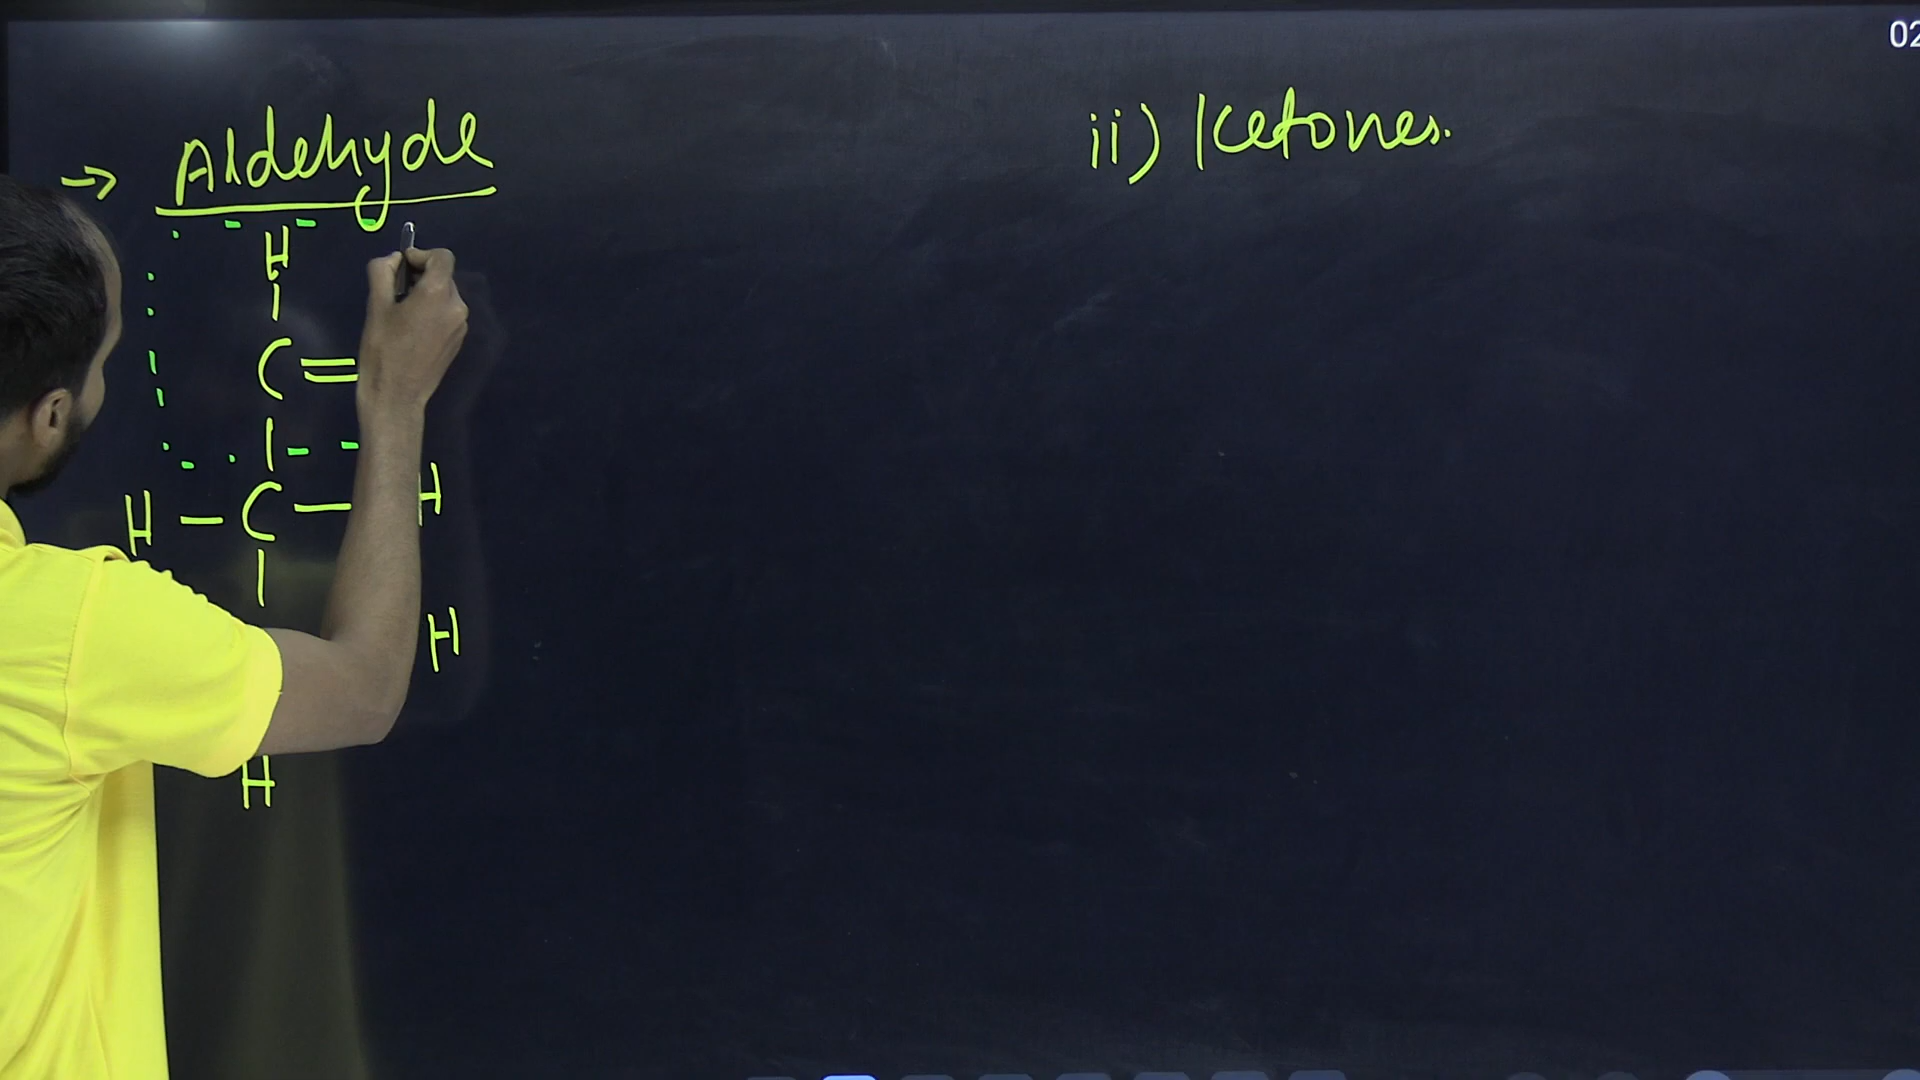 → Aldehyde
ii) Ketones.
02
H
|
C =
|
H - C - H
|
H
H